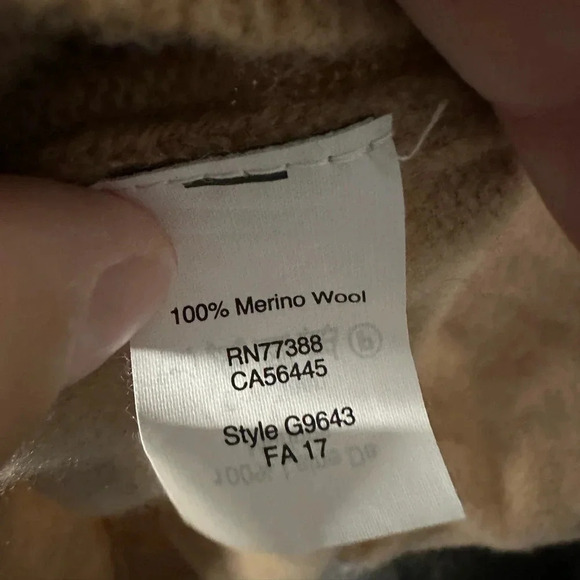 100% Merino Wool
RN77388
CA56445
Style G9643
FA 17